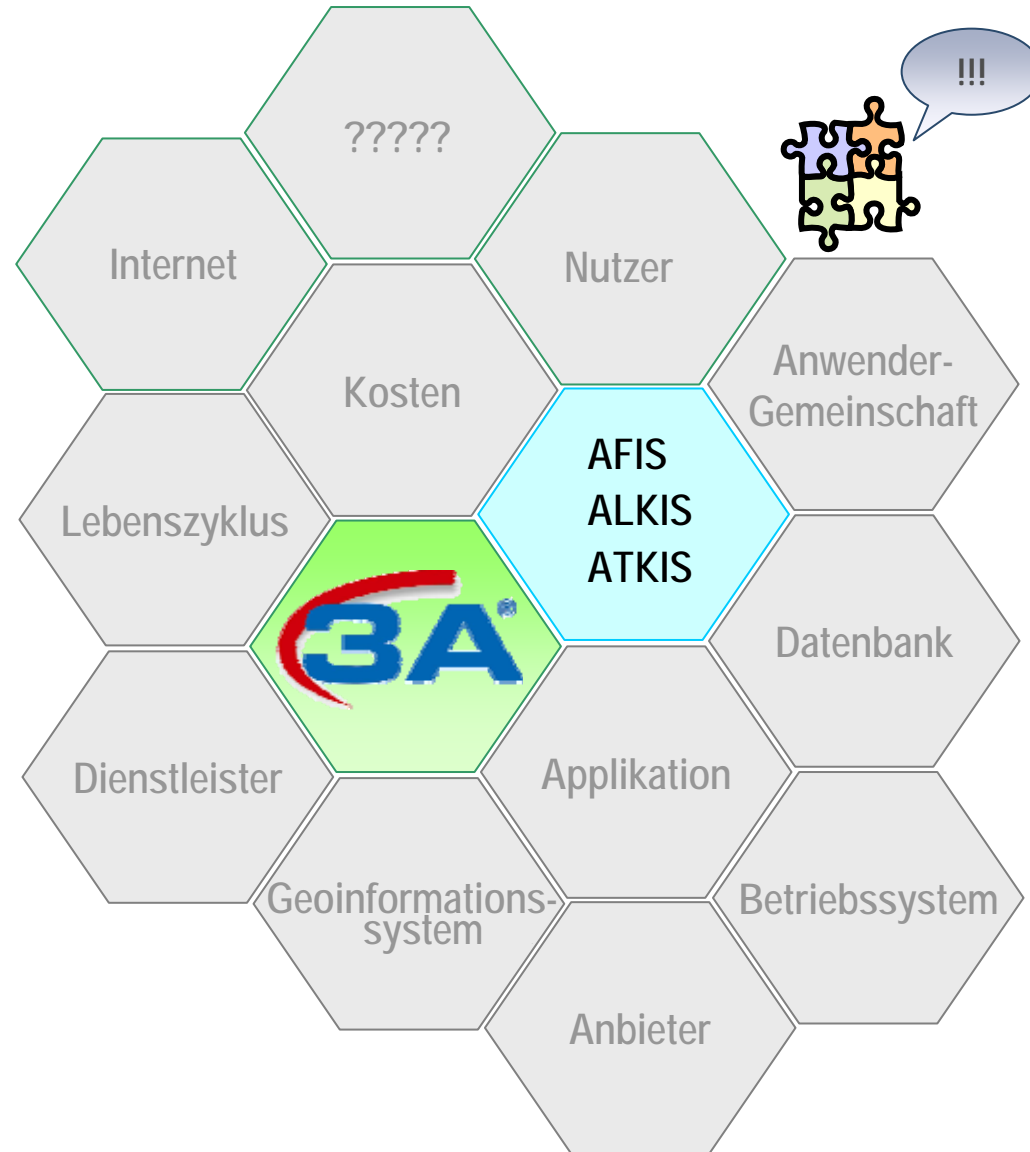 !!!
?????
Internet
Nutzer
Kosten
Anwender-
Gemeinschaft
AFIS
ALKIS
ATKIS
Lebenszyklus
3A®
Datenbank
Dienstleister
Applikation
Geoinformations-
system
Betriebssystem
Anbieter